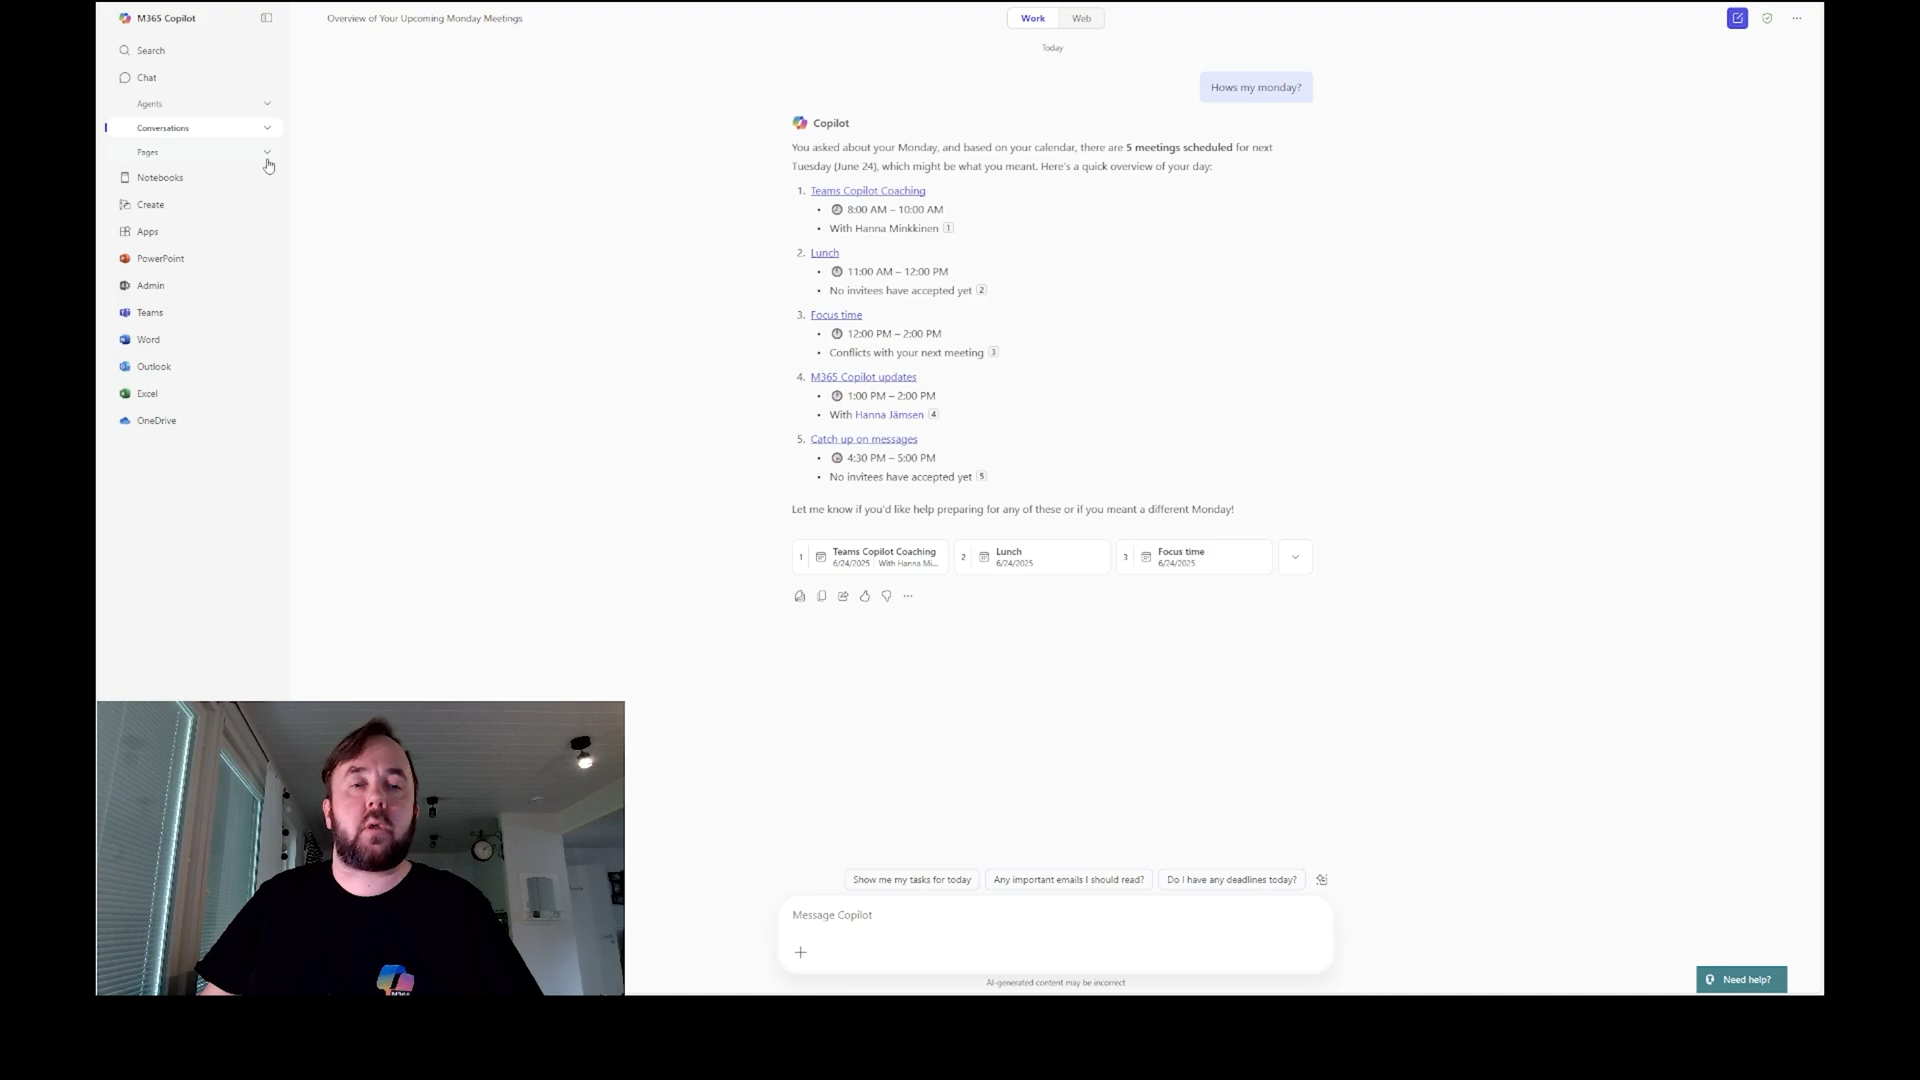 M365 Copilot
Search
Chat
Agents
Conversations
Pages
Notebooks
Create
Apps
PowerPoint
Admin
Teams
Word
Outlook
Excel
OneDrive
Overview of Your Upcoming Monday Meetings
Work Web
Today
Hows my monday?
Copilot
You asked about your Monday, and based on your calendar, there are 5 meetings scheduled for next
Tuesday (June 24), which might be what you meant. Here's a quick overview of your day:
1. Teams Copilot Coaching
• 8:00 AM – 10:00 AM
• With Hanna Minkkinen 1
2. Lunch
• 11:00 AM – 12:00 PM
• No invitees have accepted yet 2
3. Focus time
• 12:00 PM – 2:00 PM
• Conflicts with your next meeting 3
4. M365 Copilot updates
• 1:00 PM – 2:00 PM
• With Hanna Jämsen 4
5. Catch up on messages
• 4:30 PM – 5:00 PM
• No invitees have accepted yet 5
Let me know if you'd like help preparing for any of these or if you meant a different Monday!
1 Teams Copilot Coaching
6/24/2025 With Hanna Mi...
2 Lunch
6/24/2025
3 Focus time
6/24/2025
Show me my tasks for today
Any important emails I should read?
Do I have any deadlines today?
Message Copilot
AI-generated content may be incorrect
Need help?
M365